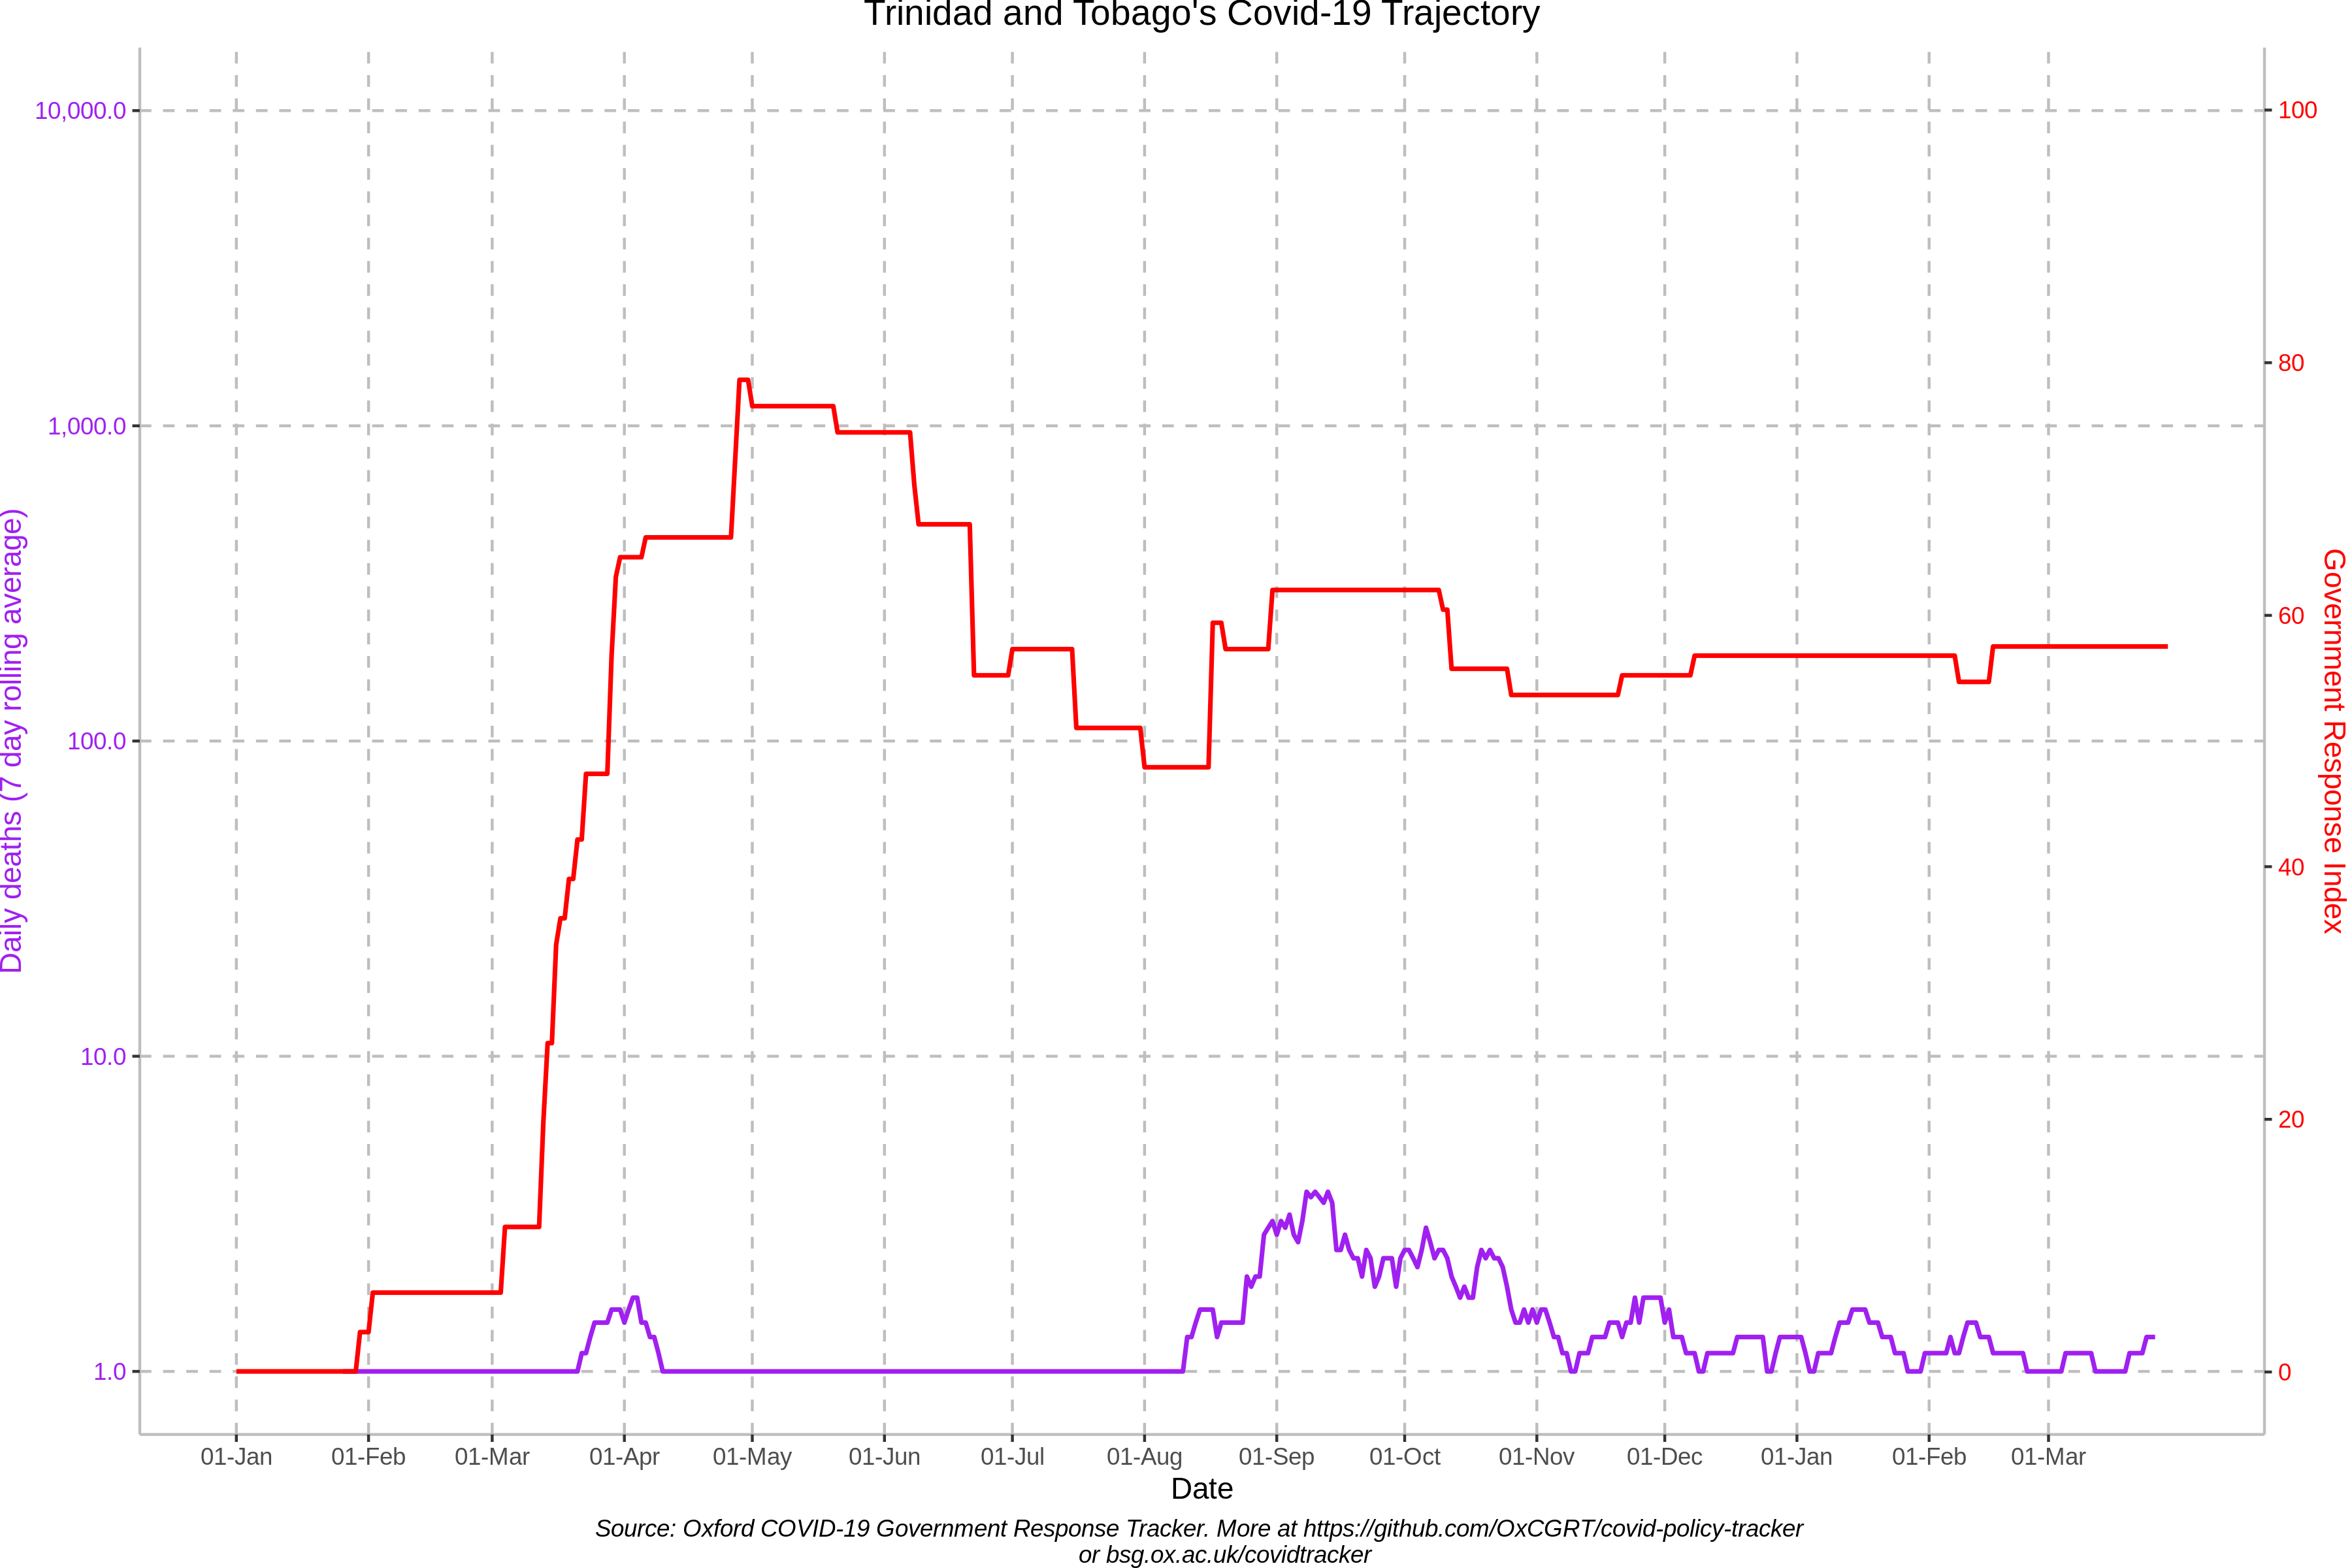 Trinidad and Tobago's Covid-19 Trajectory
10,000.0
1,000.0
100.0
10.0
1.0
Daily deaths (7 day rolling average)
100
80
60
40
20
0
Government Response Index
01-Jan 01-Feb 01-Mar 01-Apr 01-May 01-Jun 01-Jul 01-Aug 01-Sep 01-Oct 01-Nov 01-Dec 01-Jan 01-Feb 01-Mar
Date
Source: Oxford COVID-19 Government Response Tracker. More at https://github.com/OxCGRT/covid-policy-tracker
or bsg.ox.ac.uk/covidtracker